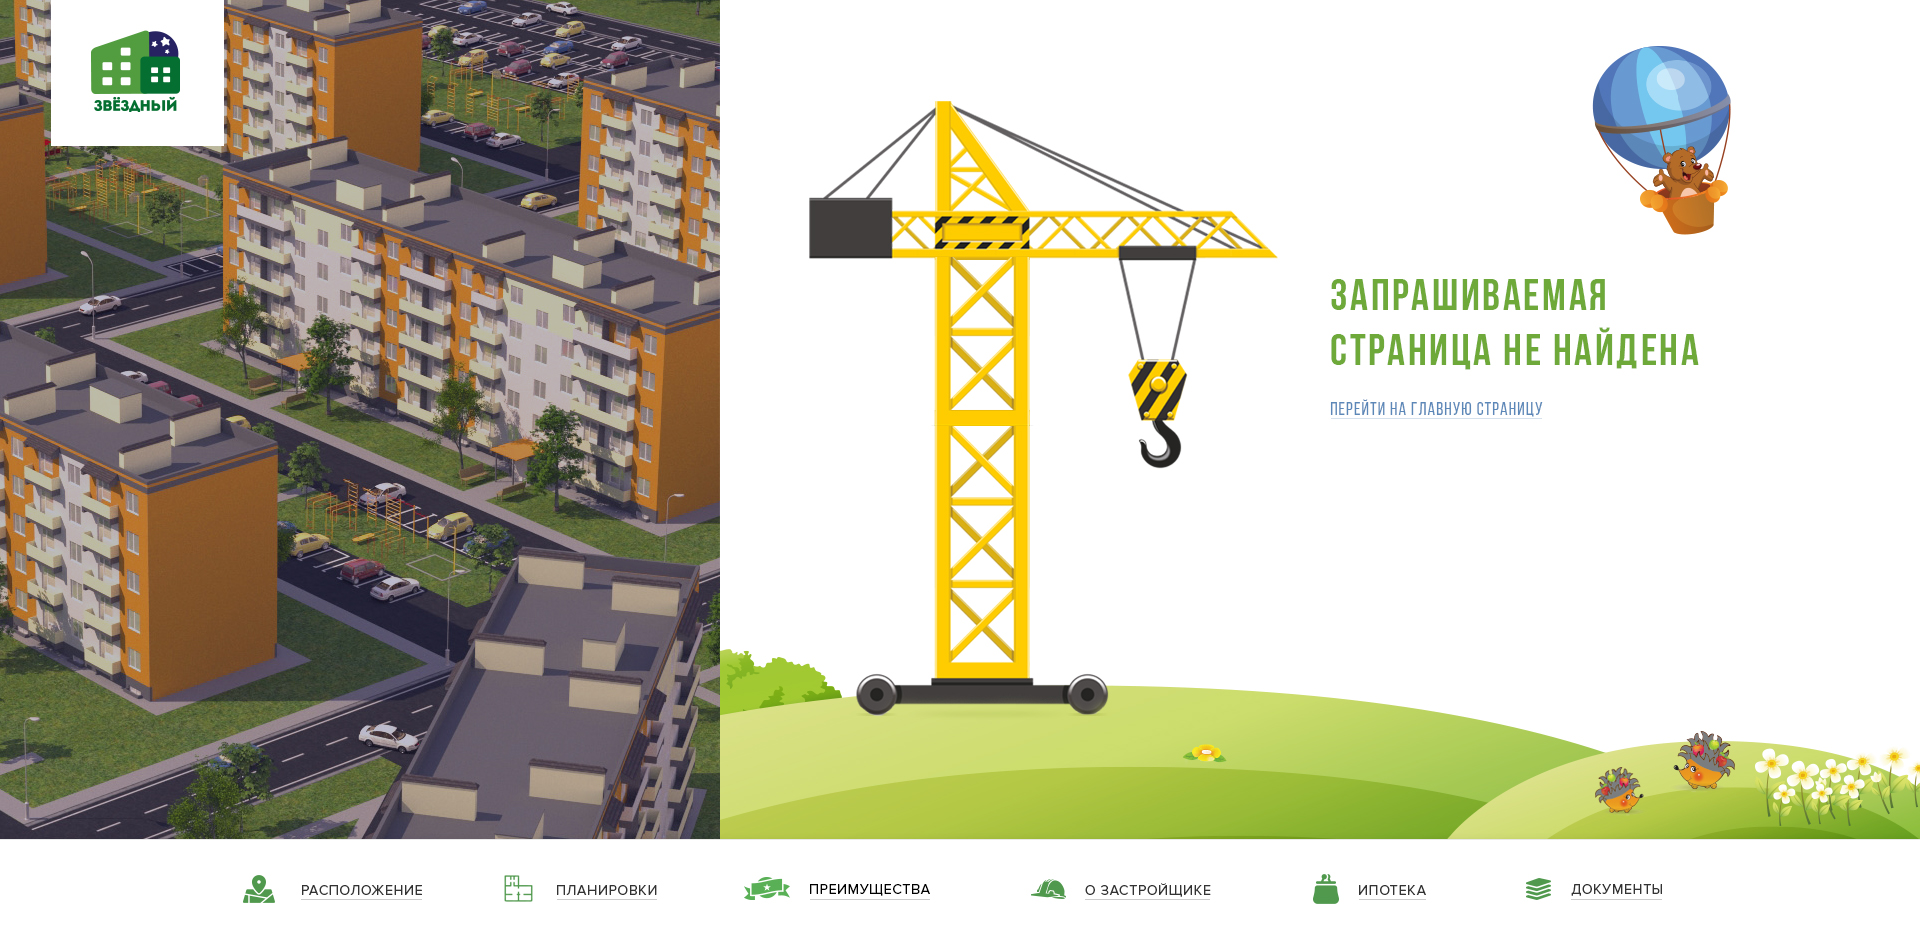 ЗВЁЗДНЫЙ
ЗАПРАШИВАЕМАЯ
СТРАНИЦА НЕ НАЙДЕНА
ПЕРЕЙТИ НА ГЛАВНУЮ СТРАНИЦУ
РАСПОЛОЖЕНИЕ
ПЛАНИРОВКИ
ПРЕИМУЩЕСТВА
О ЗАСТРОЙЩИКЕ
ИПОТЕКА
ДОКУМЕНТЫ